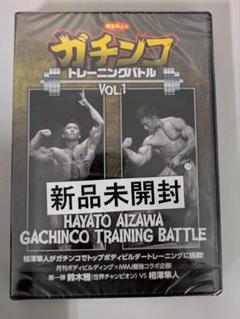 相澤隼人の
ガチンコ
トレーニングバトル
VOL.1
新品未開封
HAYATO AIZAWA
GACHINCO TRAINING BATTLE
相澤隼人がガチンコでトップボディビルダートレーニングに挑戦!
月刊ボディビルディング×MMJ最強コラボ企画!
第一弾 鈴木雅(世界チャンピオン) VS 相澤隼人